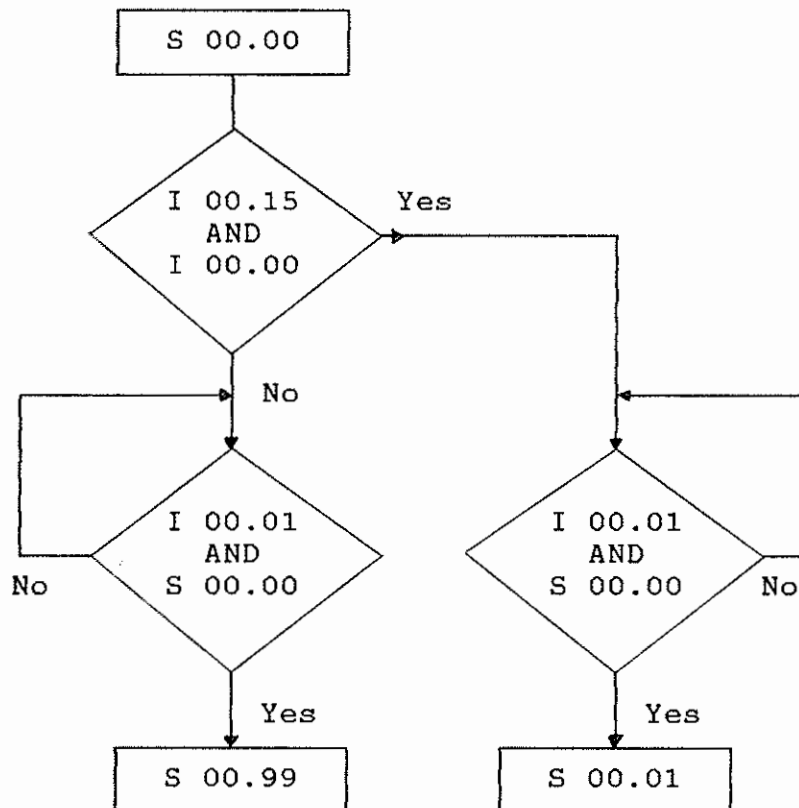 S 00.00
I 00.15
AND
I 00.00
Yes
No
I 00.01
AND
S 00.00
No
Yes
S 00.99
I 00.01
AND
S 00.00
No
Yes
S 00.01